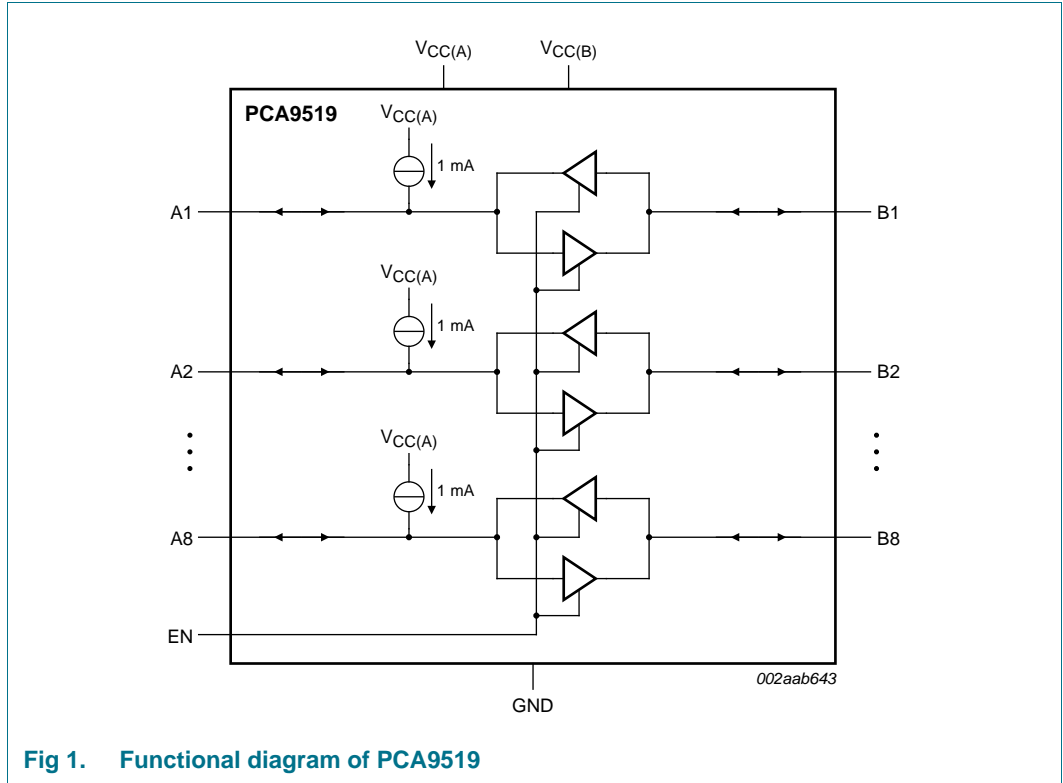 VCC(A) VCC(B)
PCA9519
VCC(A)
1 mA
A1 B1
VCC(A)
1 mA
A2 B2
VCC(A)
1 mA
A8 B8
EN
002aab643
GND
Fig 1. Functional diagram of PCA9519